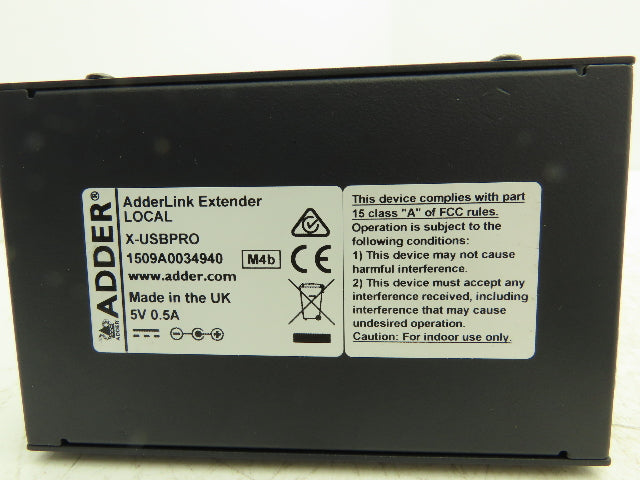 ADDER®
ADDER
AdderLink Extender
LOCAL
X-USBPRO
1509A0034940 M4b
www.adder.com
Made in the UK
5V 0.5A
CE
This device complies with part
15 class "A" of FCC rules.
Operation is subject to the
following conditions:
1) This device may not cause
harmful interference.
2) This device must accept any
interference received, including
interference that may cause
undesired operation.
Caution: For indoor use only.